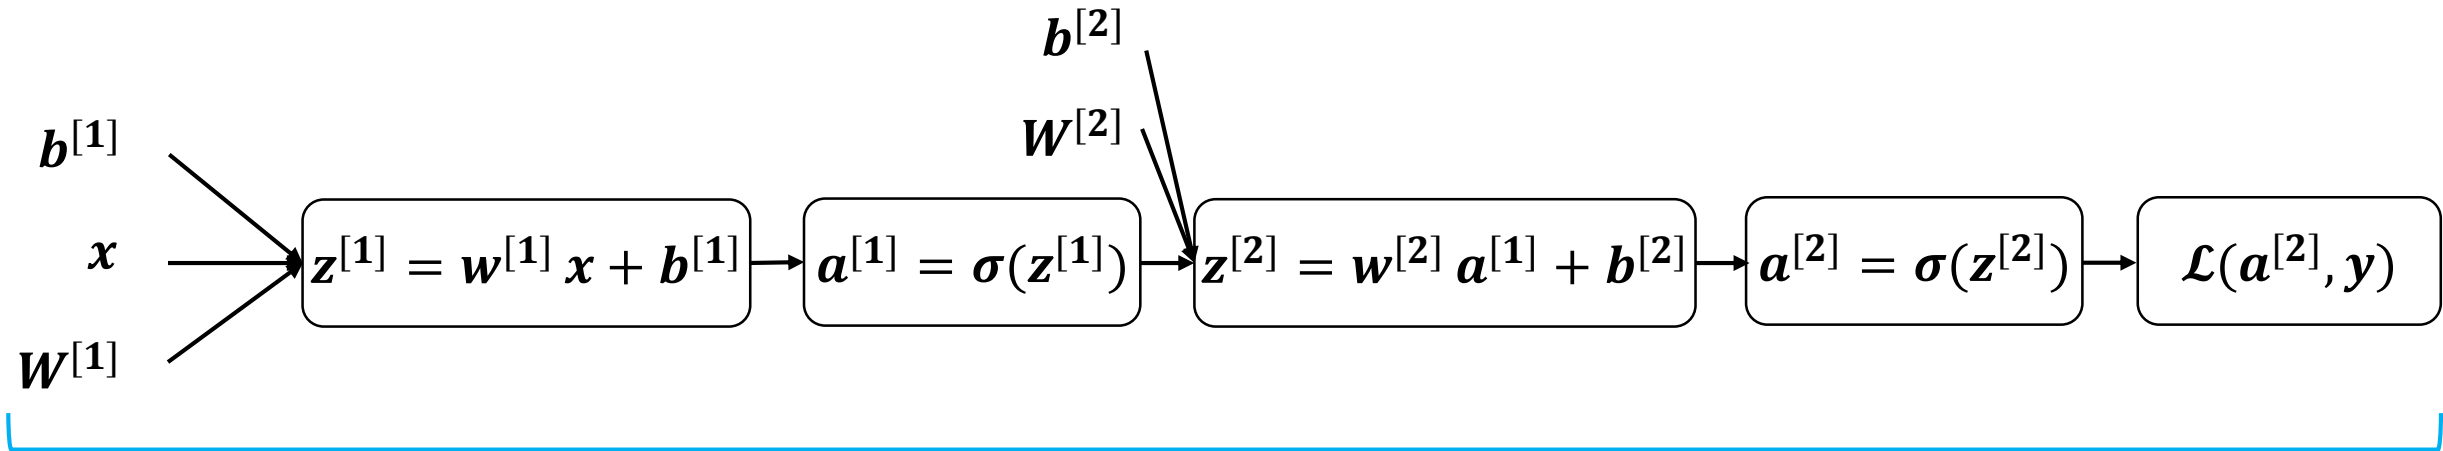 b^[2]
W^[2]
b^[1]
x
W^[1]
z^[1] = w^[1] x + b^[1]
a^[1] = σ(z^[1])
z^[2] = w^[2] a^[1] + b^[2]
a^[2] = σ(z^[2])
ℒ(a^[2], y)